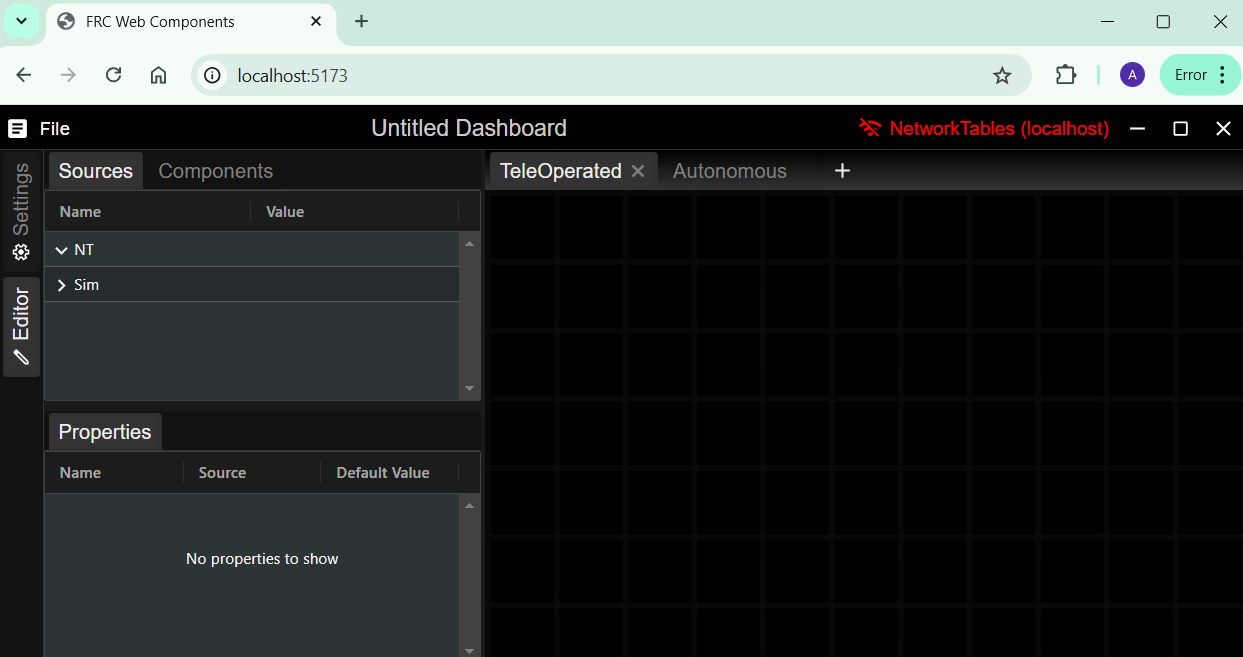 FRC Web Components
localhost:5173
A
Error
File
Untitled Dashboard
NetworkTables (localhost)
Settings
Editor
Sources
Components
Name
Value
NT
Sim
Properties
Name
Source
Default Value
No properties to show
TeleOperated
Autonomous